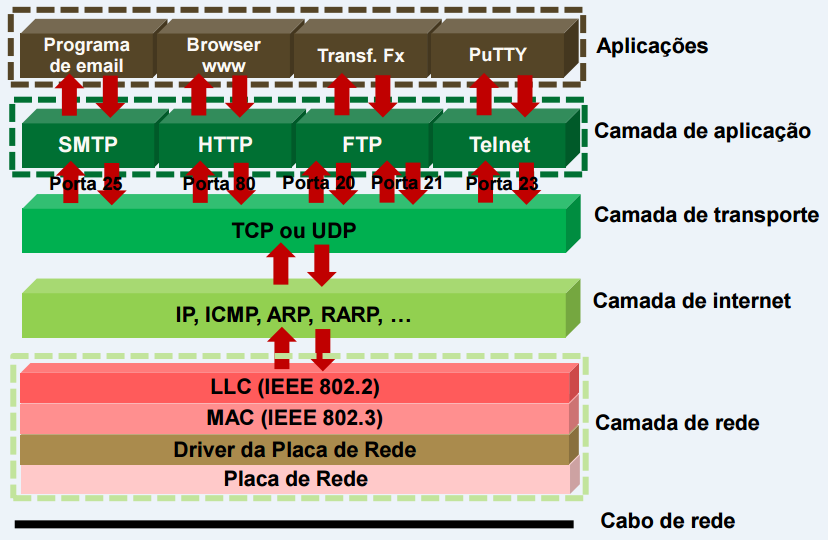 Programa
de email
Browser
www
Transf. Fx
PuTTY
Aplicações
SMTP
HTTP
FTP
Telnet
Camada de aplicação
Porta 25
Porta 80
Porta 20
Porta 21
Porta 23
TCP ou UDP
Camada de transporte
IP, ICMP, ARP, RARP, …
Camada de internet
LLC (IEEE 802.2)
MAC (IEEE 802.3)
Driver da Placa de Rede
Placa de Rede
Camada de rede
Cabo de rede